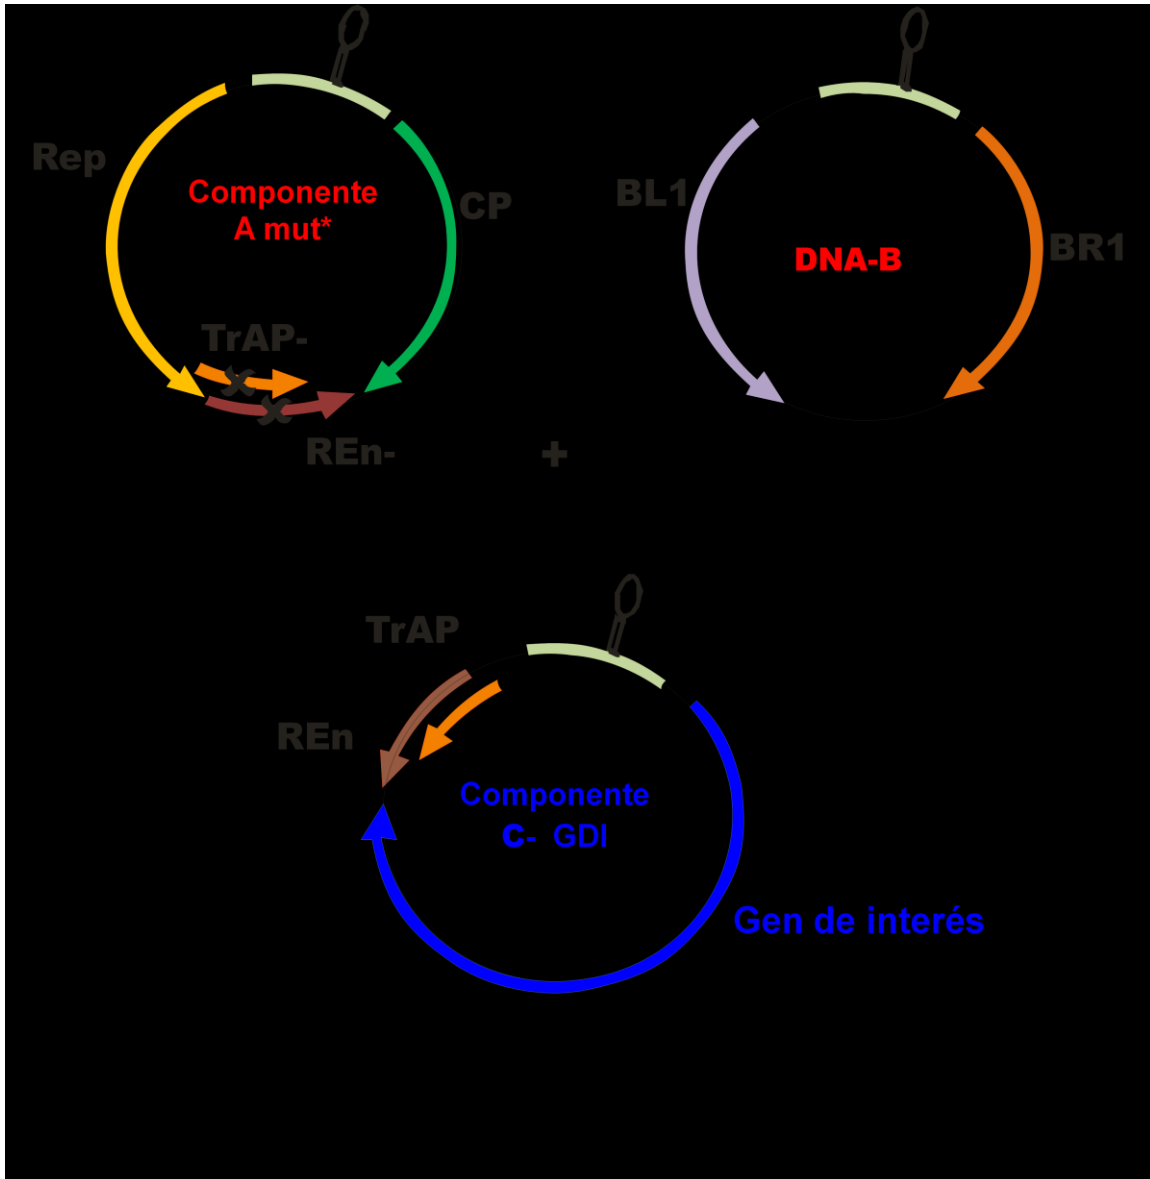 Rep
Componente
A mut*
CP
TrAP-
REn-
+
BL1
DNA-B
BR1
TrAP
REn
Componente
C- GDI
Gen de interés